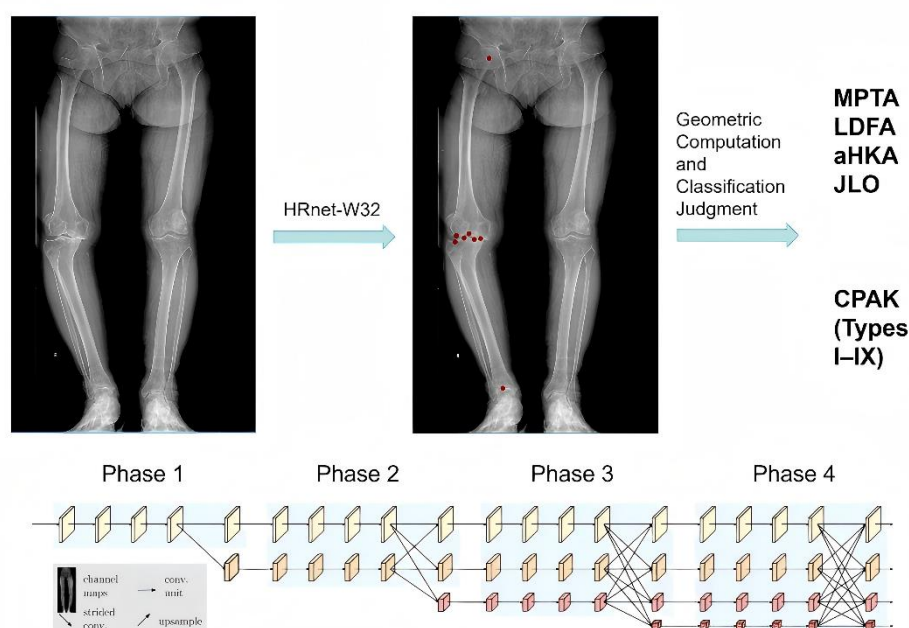 HRnet-W32
Geometric
Computation
and
Classification
Judgment
MPTA
LDFA
aHKA
JLO
CPAK
(Types
I–IX)
Phase 1
Phase 2
Phase 3
Phase 4
channel
maps
conv.
unit
strided
conv.
upsample